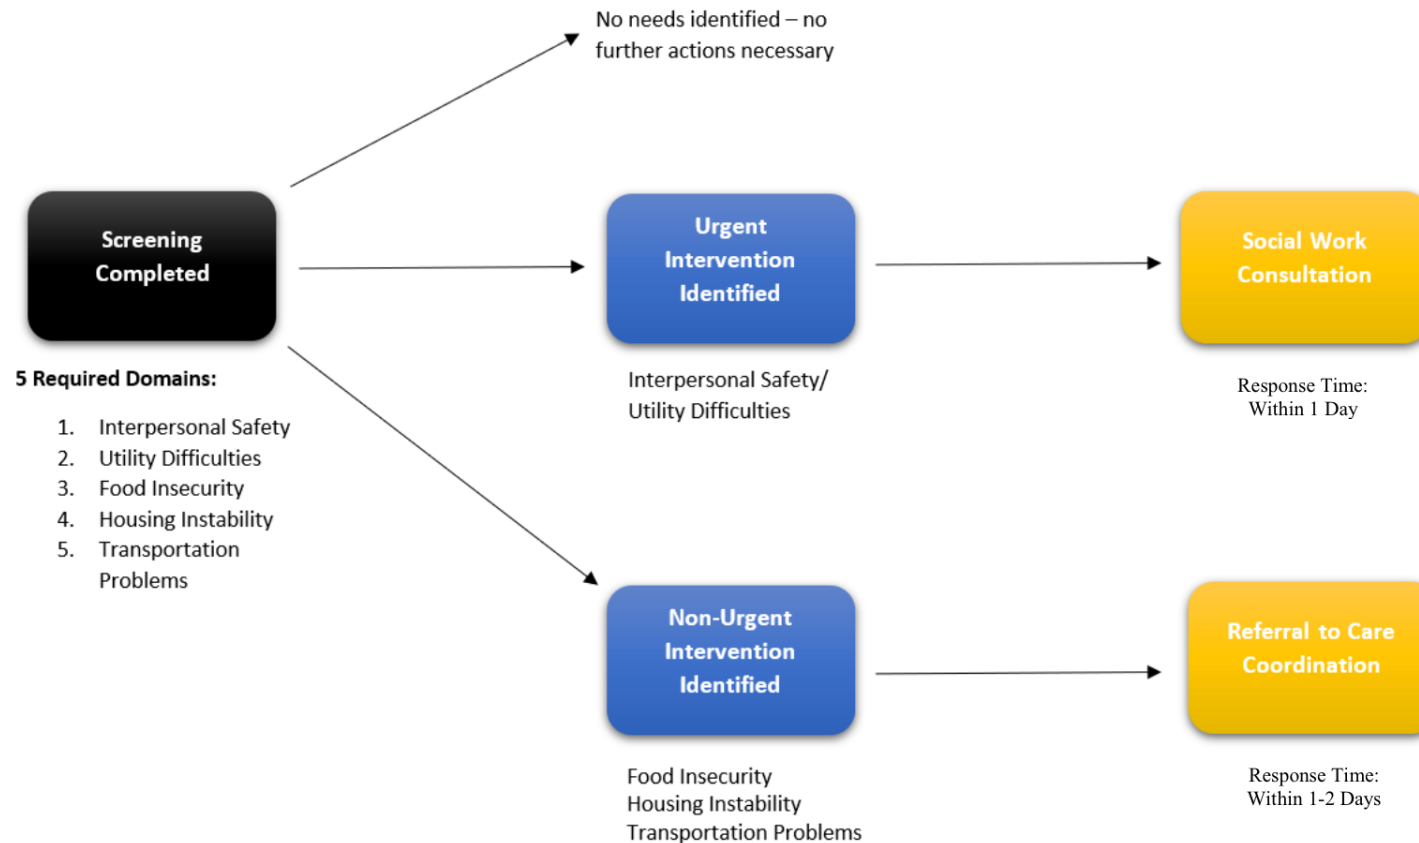 No needs identified – no
further actions necessary
Screening
Completed
5 Required Domains:
1. Interpersonal Safety
2. Utility Difficulties
3. Food Insecurity
4. Housing Instability
5. Transportation
Problems
Urgent
Intervention
Identified
Interpersonal Safety/
Utility Difficulties
Social Work
Consultation
Response Time:
Within 1 Day
Non-Urgent
Intervention
Identified
Food Insecurity
Housing Instability
Transportation Problems
Referral to Care
Coordination
Response Time:
Within 1-2 Days